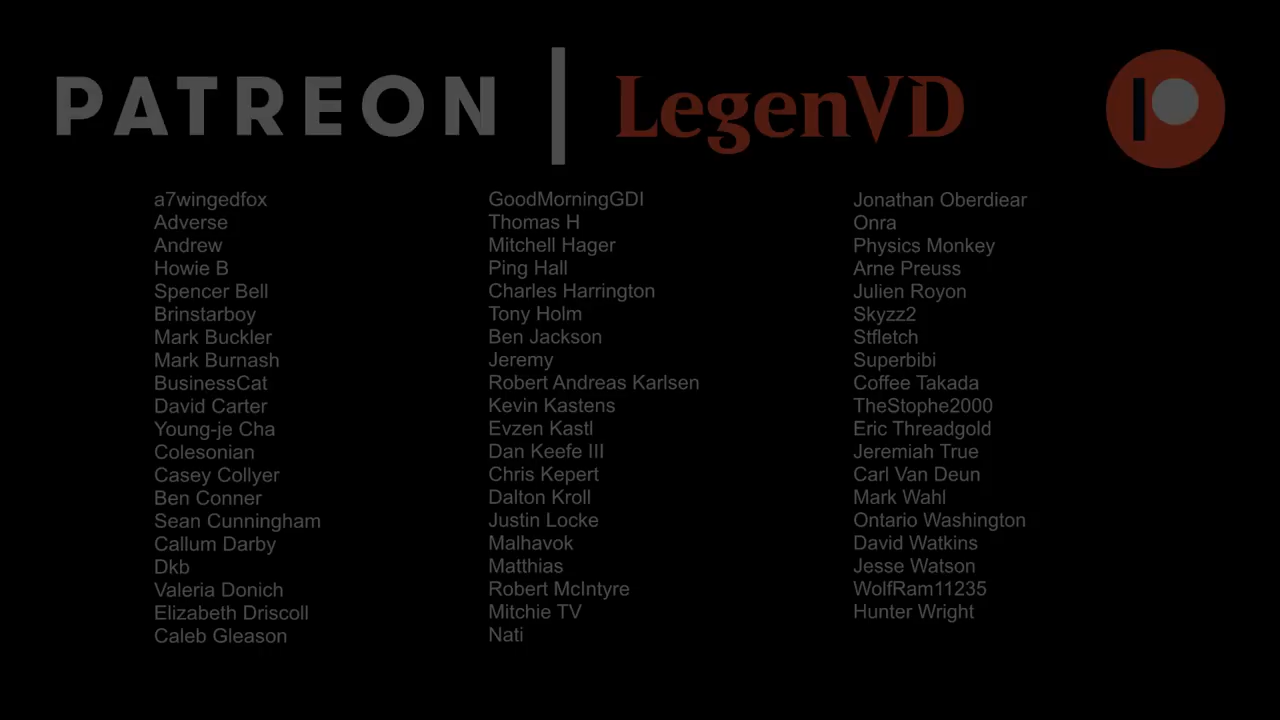 PATREON | LegenVD
a7wingedfox
Adverse
Andrew
Howie B
Spencer Bell
Brinstarboy
Mark Buckler
Mark Burnash
BusinessCat
David Carter
Young-je Cha
Colesonian
Casey Collyer
Ben Conner
Sean Cunningham
Callum Darby
Dkb
Valeria Donich
Elizabeth Driscoll
Caleb Gleason
GoodMorningGDI
Thomas H
Mitchell Hager
Ping Hall
Charles Harrington
Tony Holm
Ben Jackson
Jeremy
Robert Andreas Karlsen
Kevin Kastens
Evzen Kastl
Dan Keefe III
Chris Kepert
Dalton Kroll
Justin Locke
Malhavok
Matthias
Robert McIntyre
Mitchie TV
Nati
Jonathan Oberdiear
Onra
Physics Monkey
Arne Preuss
Julien Royon
Skyzz2
Stfletch
Superbibi
Coffee Takada
TheStophe2000
Eric Threadgold
Jeremiah True
Carl Van Deun
Mark Wahl
Ontario Washington
David Watkins
Jesse Watson
WolfRam11235
Hunter Wright